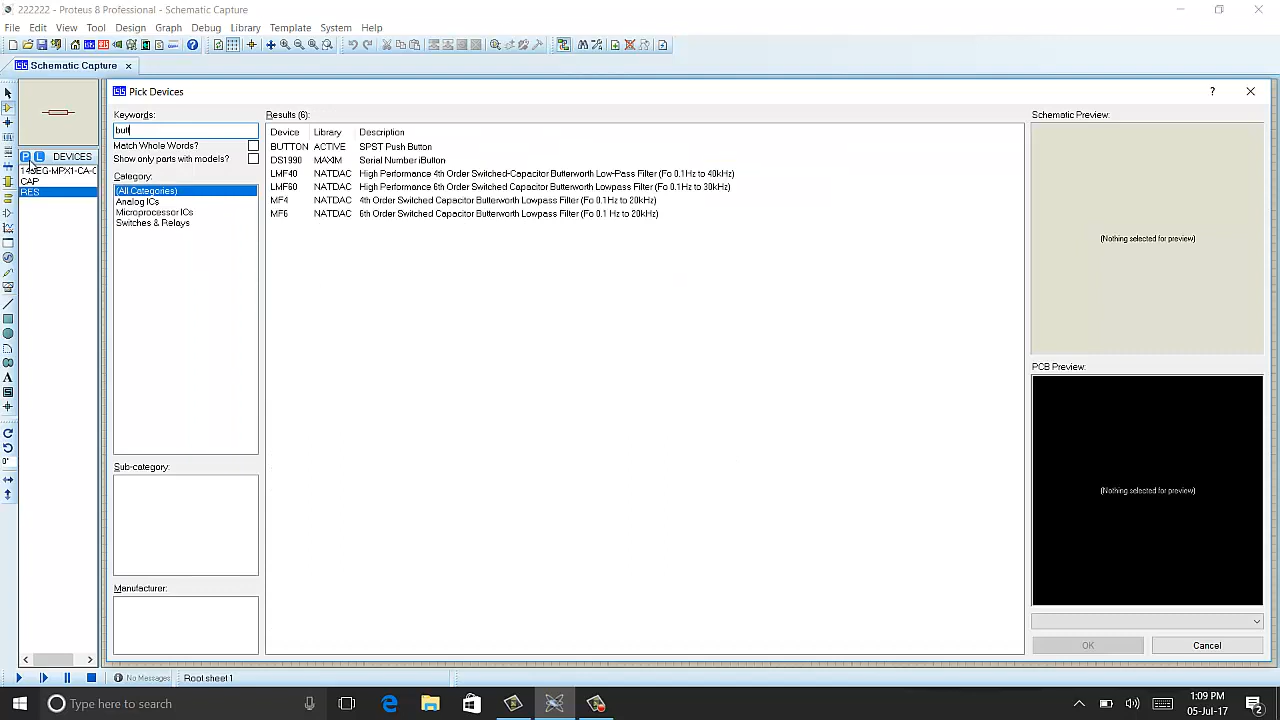 222222 - Proteus 8 Professional - Schematic Capture
File Edit View Tool Design Graph Debug Library Template System Help
Schematic Capture
Pick Devices
Keywords:
butt
Match Whole Words?
Show only parts with models?
Category:
(All Categories)
Analog ICs
Microprocessor ICs
Switches & Relays
Sub-category:
Manufacturer:
Results (6):
Device Library Description
BUTTON ACTIVE SPST Push Button
DS1990 MAXIM Serial Number iButton
LMF40 NATDAC High Performance 4th Order Switched-Capacitor Butterworth Low-Pass Filter (Fo 0.1Hz to 40kHz)
LMF60 NATDAC High Performance 6th Order Switched Capacitor Butterworth Lowpass Filter (Fo 0.1Hz to 30kHz)
MF4 NATDAC 4th Order Switched Capacitor Butterworth Lowpass Filter (Fo 0.1Hz to 20kHz)
MF6 NATDAC 6th Order Switched Capacitor Butterworth Lowpass Filter (Fo 0.1 Hz to 20kHz)
Schematic Preview:
(Nothing selected for preview)
PCB Preview:
(Nothing selected for preview)
OK Cancel
P L DEVICES
CAP
RES
No Messages Root sheet 1
Type here to search
1:09 PM
05-Jul-17